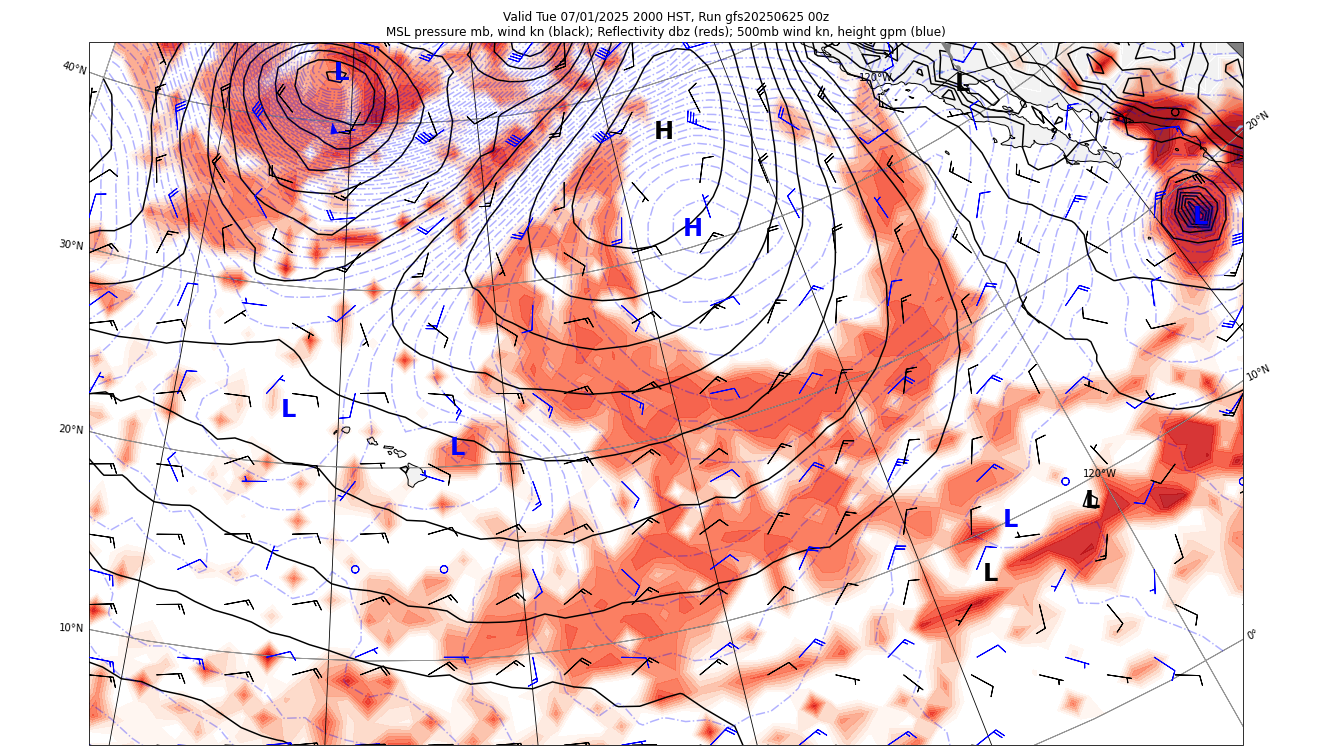 Valid Tue 07/01/2025 2000 HST, Run gfs20250625 00z
MSL pressure mb, wind kn (black); Reflectivity dbz (reds); 500mb wind kn, height gpm (blue)
40°N
L
120°W
L
20°N
H
L
H
30°N
10°N
L
20°N
L
120°W
L
L
L
10°N
0°